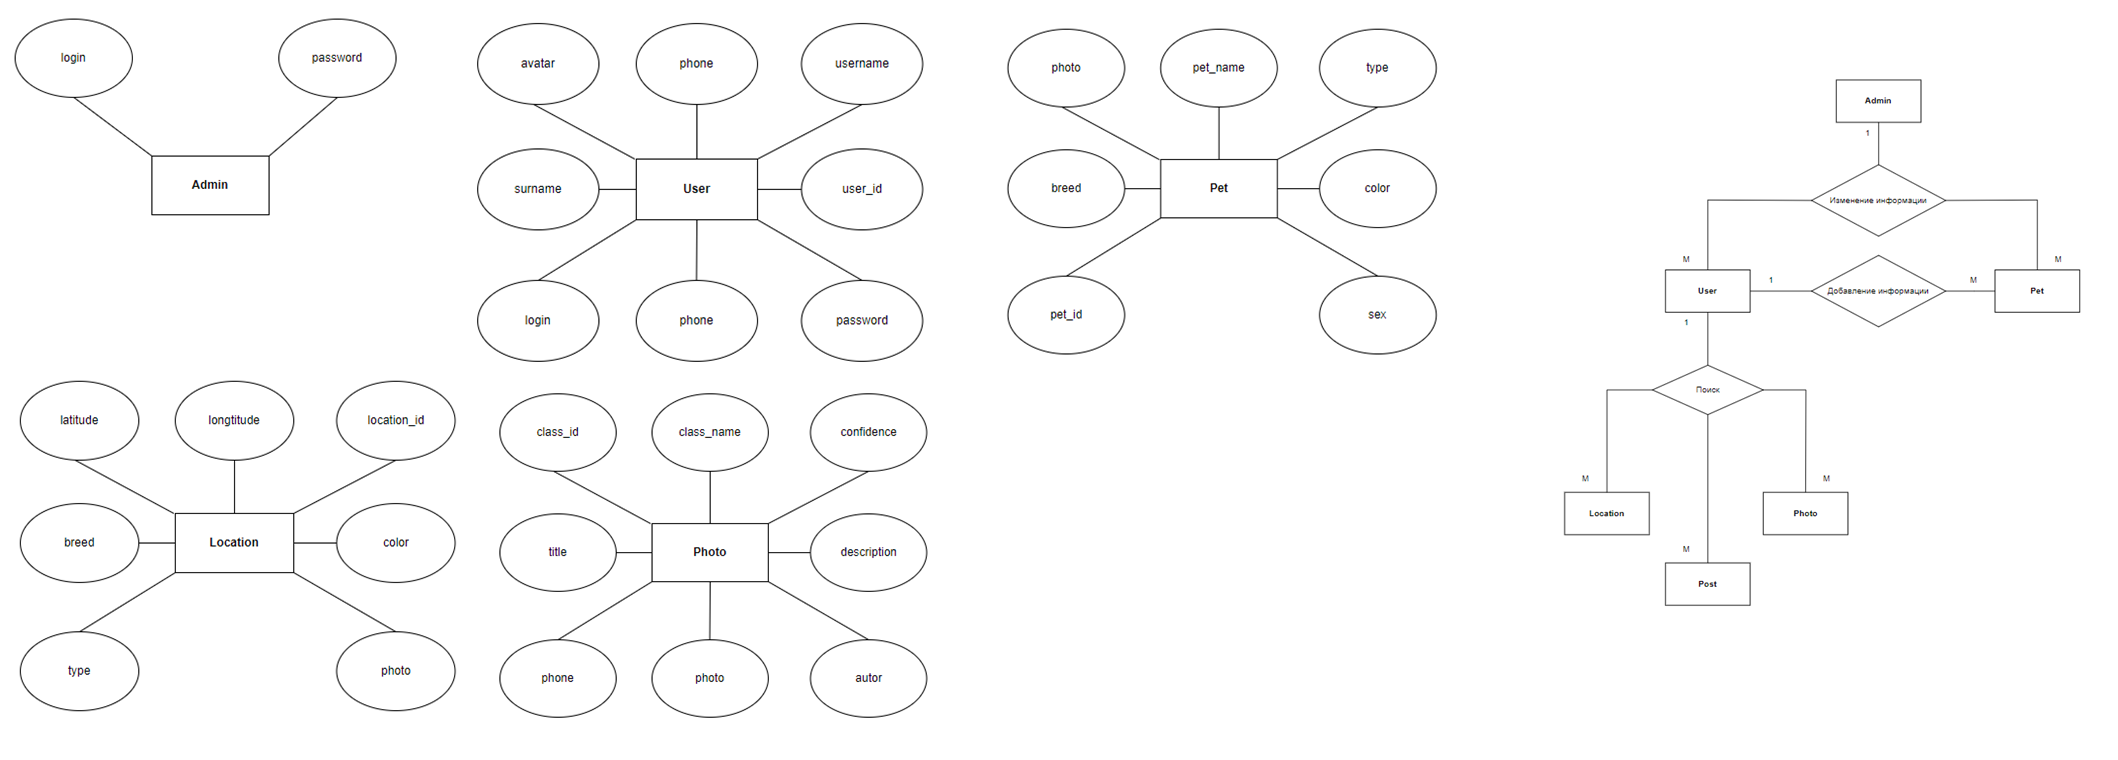 login
password
Admin
avatar
phone
username
surname
User
user_id
login
phone
password
photo
pet_name
type
breed
Pet
color
pet_id
sex
latitude
longtitude
location_id
breed
Location
color
type
photo
class_id
class_name
confidence
title
Photo
description
phone
photo
autor
Admin
1
Изменение информации
M
M
User
1
Добавление информации
M
Pet
1
Поиск
M
M
Location
Photo
M
Post